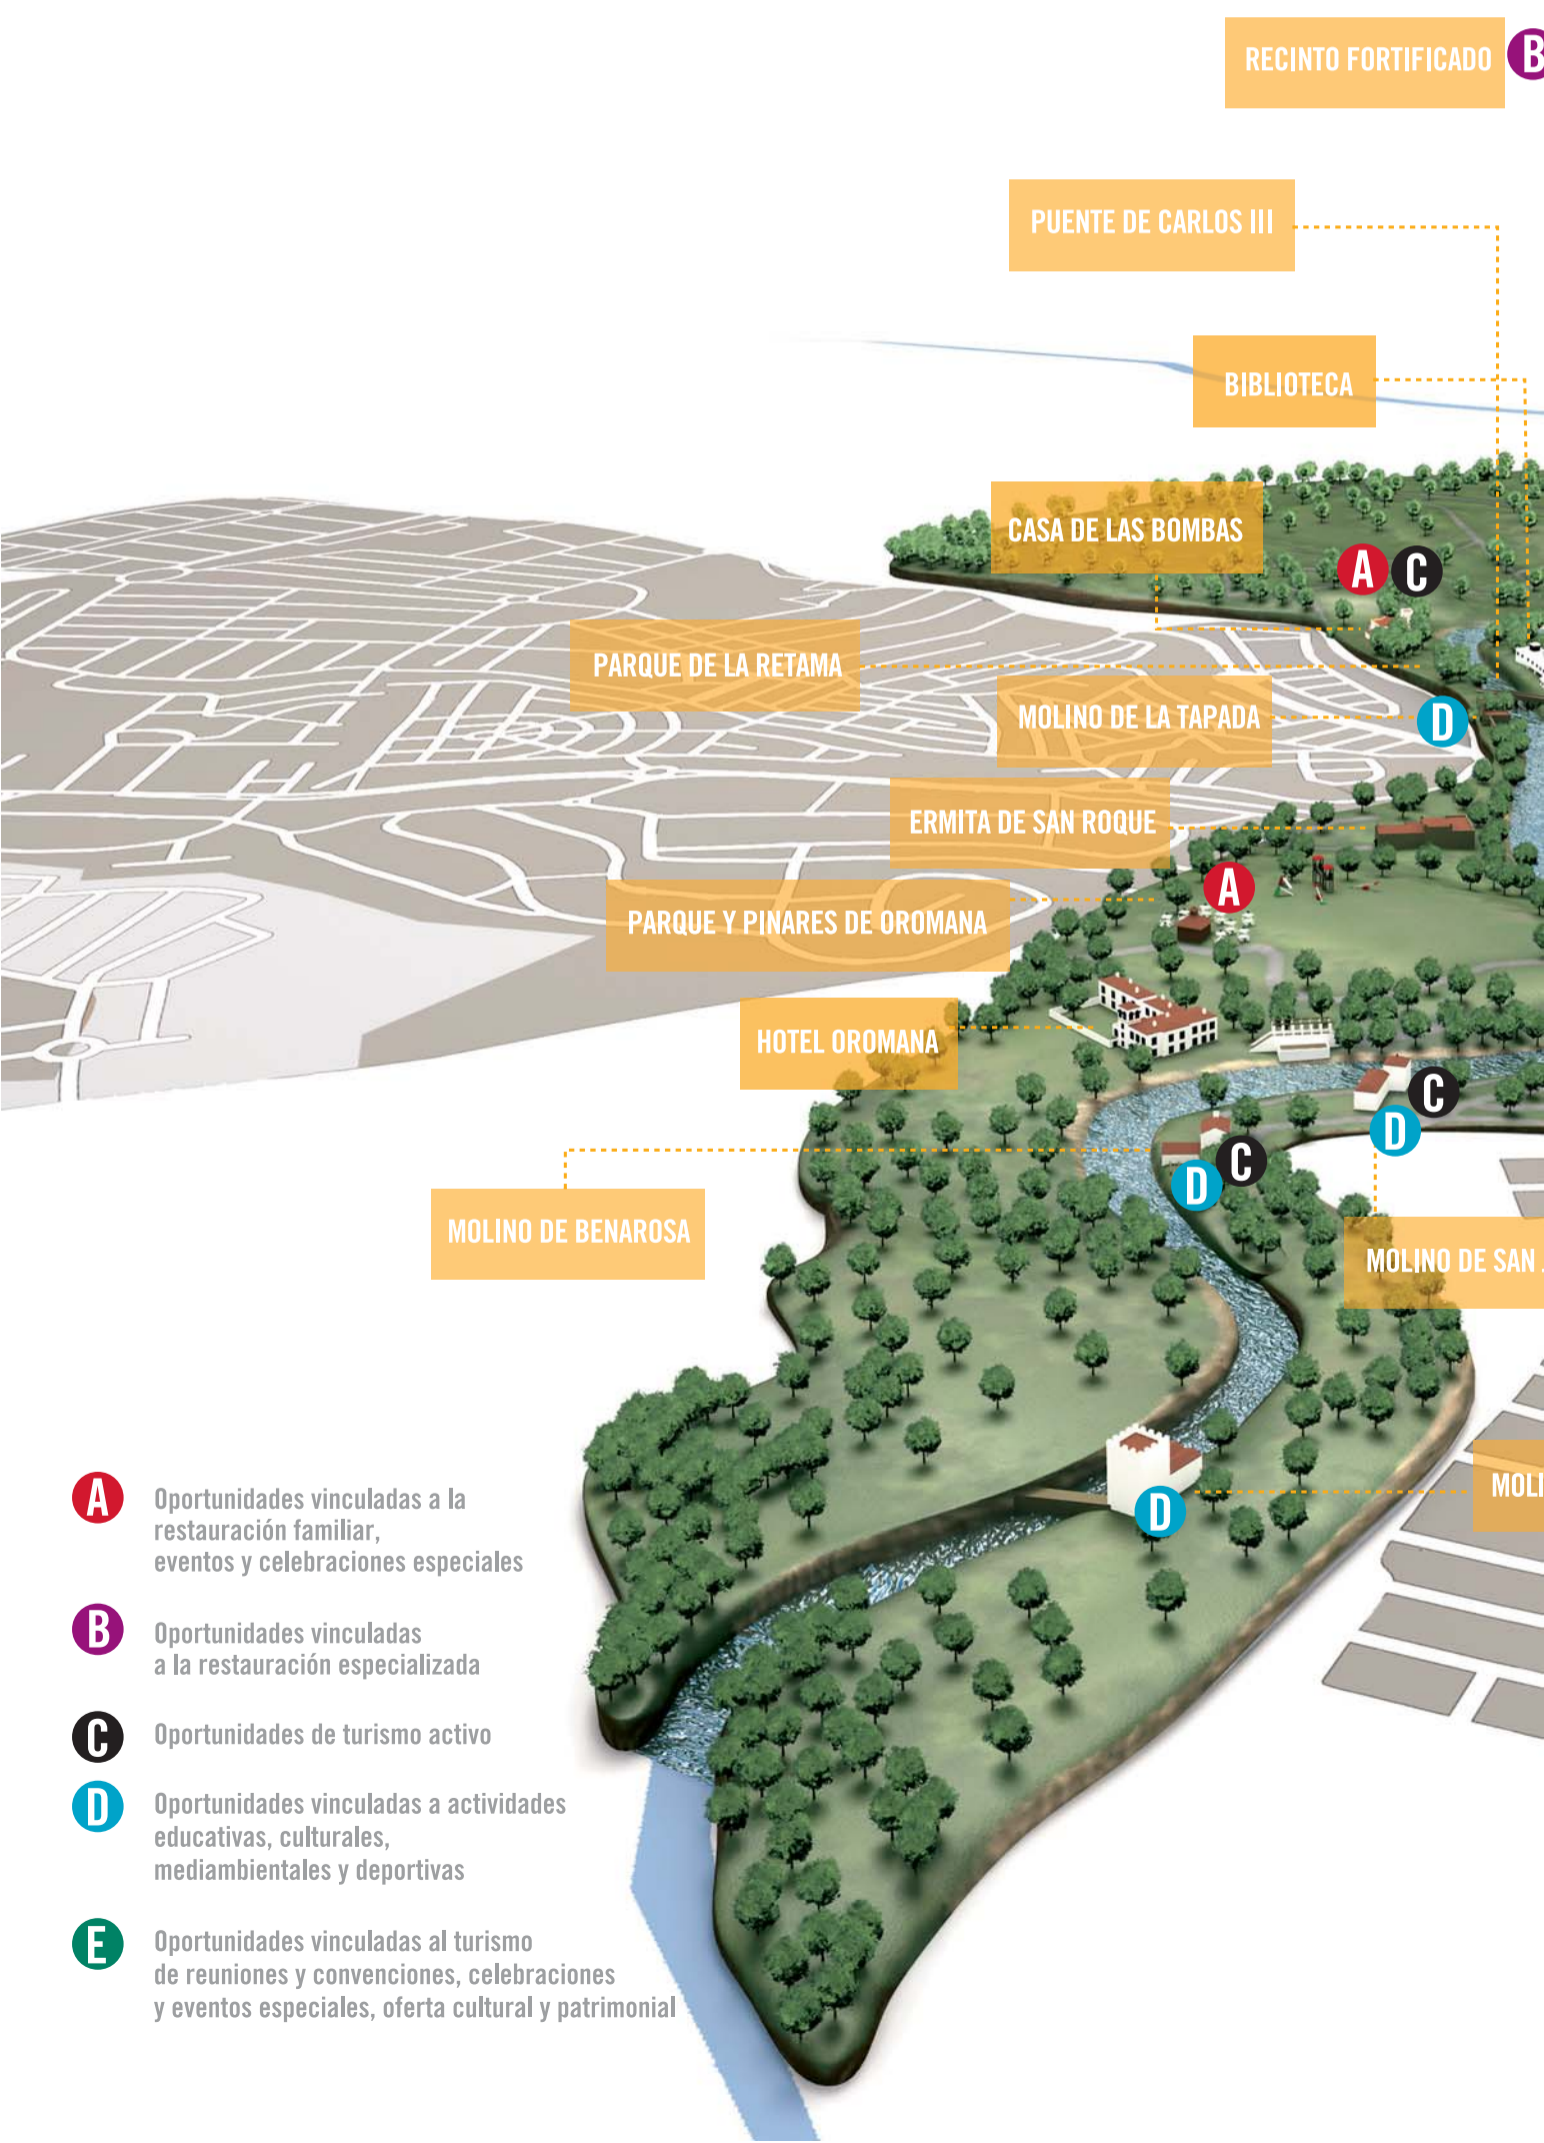 RECINTO FORTIFICADO B
PUENTE DE CARLOS III
BIBLIOTECA
CASA DE LAS BOMBAS
A C
PARQUE DE LA RETAMA
MOLINO DE LA TAPADA
D
ERMITA DE SAN ROQUE
A
PARQUE Y PINARES DE OROMANA
HOTEL OROMANA
C
D
C
D
MOLINO DE BENAROSA
MOLINO DE SAN
MOLI
D
A Oportunidades vinculadas a la
restauración familiar,
eventos y celebraciones especiales
B Oportunidades vinculadas
a la restauración especializada
C Oportunidades de turismo activo
D Oportunidades vinculadas a actividades
educativas, culturales,
mediambientales y deportivas
E Oportunidades vinculadas al turismo
de reuniones y convenciones, celebraciones
y eventos especiales, oferta cultural y patrimonial